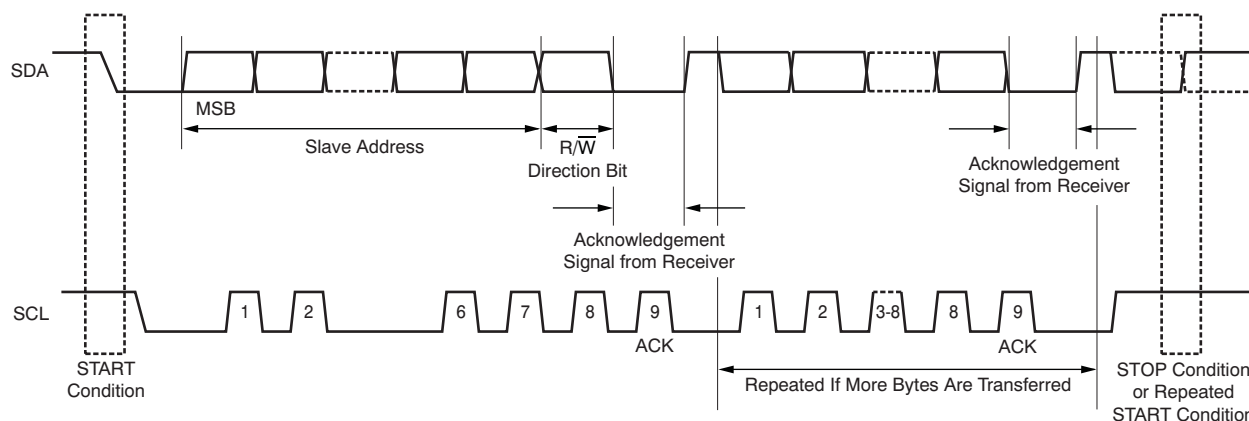 SDA
MSB
Slave Address
R/W̅
Direction Bit
Acknowledgement
Signal from Receiver
Acknowledgement
Signal from Receiver
SCL
1
2
6
7
8
9
1
2
3-8
8
9
ACK
ACK
START
Condition
Repeated If More Bytes Are Transferred
STOP Condition
or Repeated
START Condition